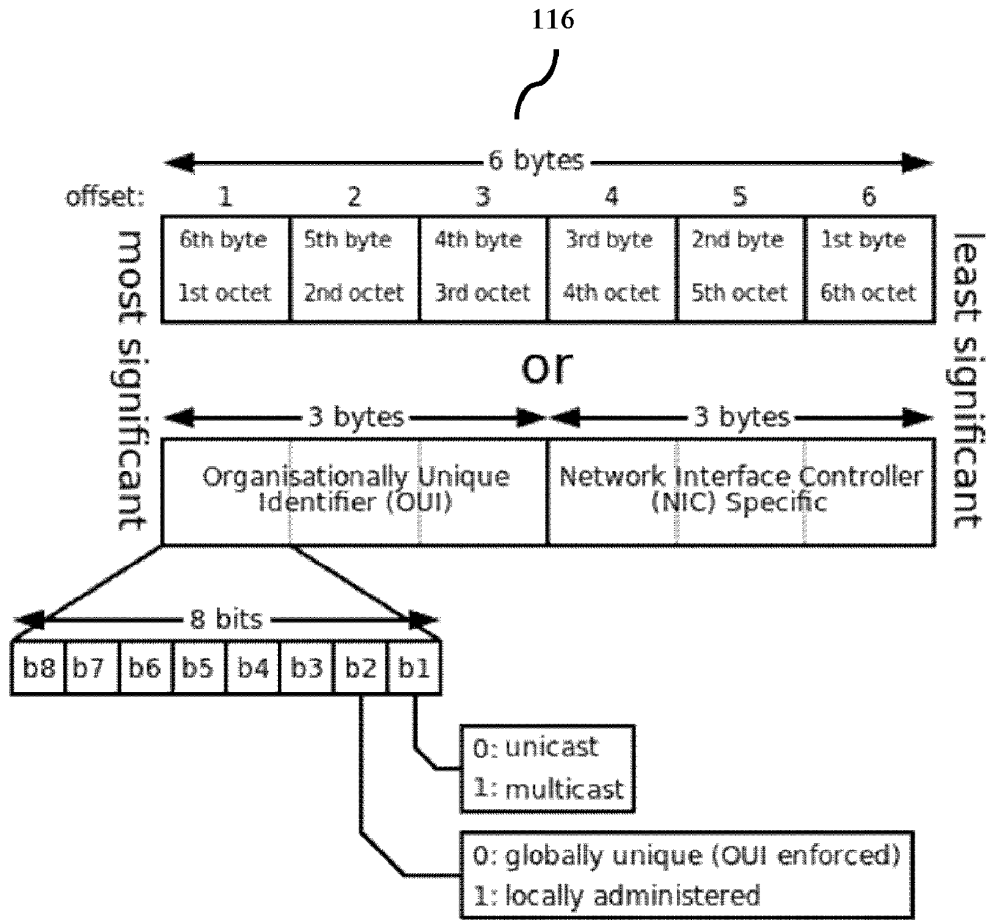 116
6 bytes
offset: 1 2 3 4 5 6
most significant
6th byte 5th byte 4th byte 3rd byte 2nd byte 1st byte
1st octet 2nd octet 3rd octet 4th octet 5th octet 6th octet
least significant
or
3 bytes 3 bytes
Organisationally Unique
Identifier (OUI)
Network Interface Controller
(NIC) Specific
8 bits
b8 b7 b6 b5 b4 b3 b2 b1
0: unicast
1: multicast
0: globally unique (OUI enforced)
1: locally administered